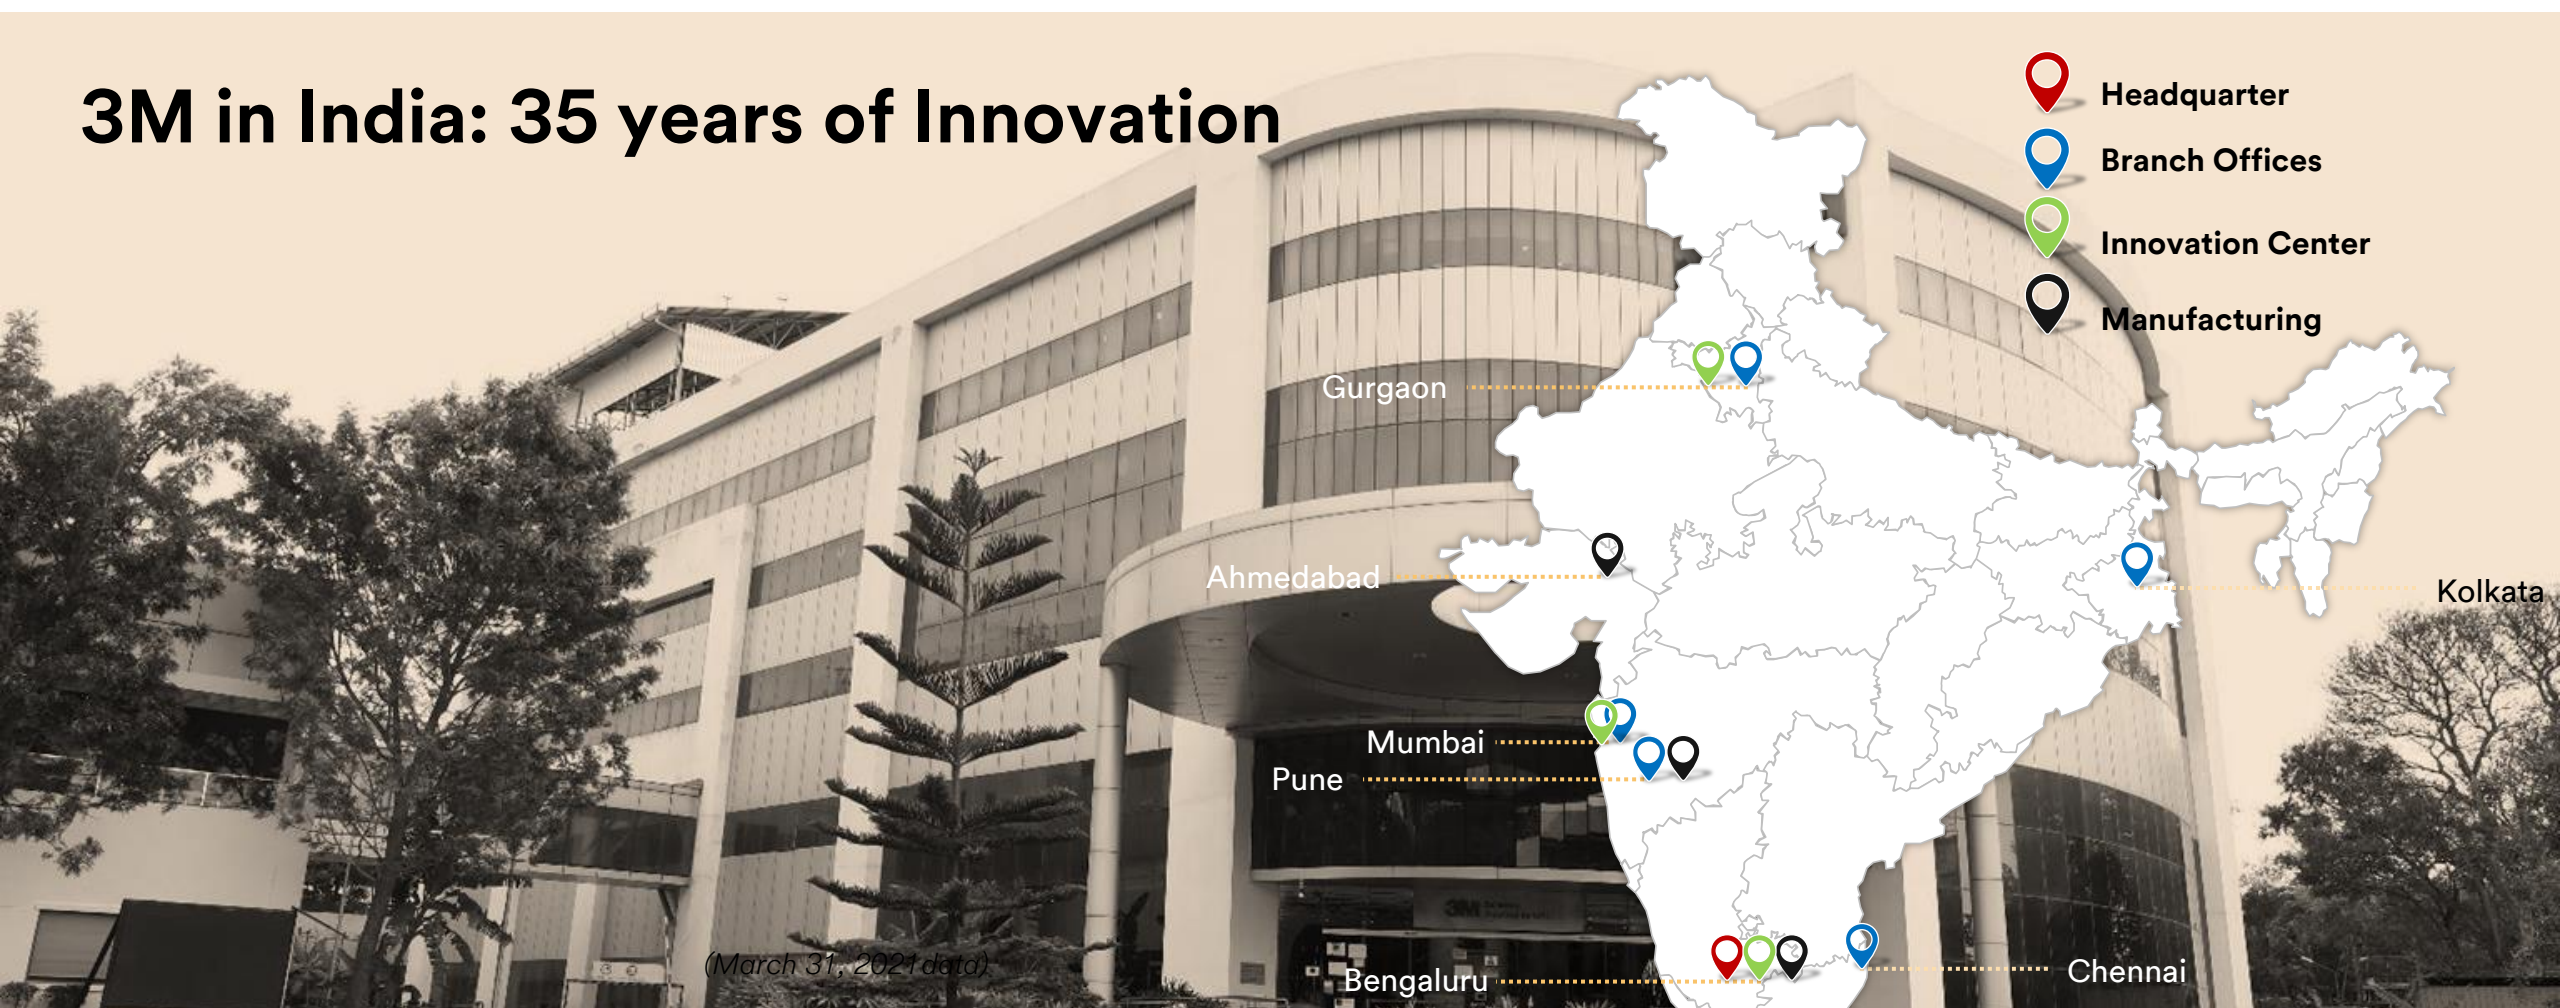 3M in India: 35 years of Innovation
Headquarter
Branch Offices
Innovation Center
Manufacturing
Gurgaon
Ahmedabad
Kolkata
Mumbai
Pune
3M
(March 31, 2021 data)
Bengaluru
Chennai